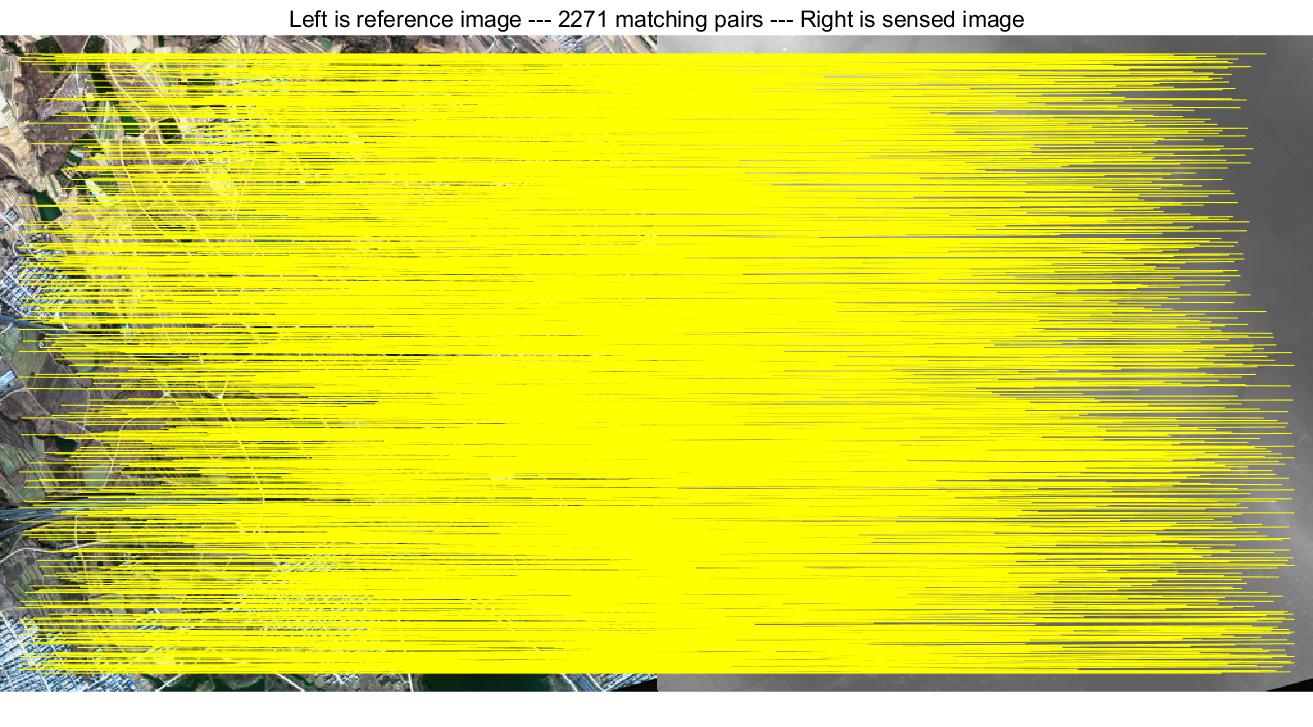 Left is reference image --- 2271 matching pairs --- Right is sensed image